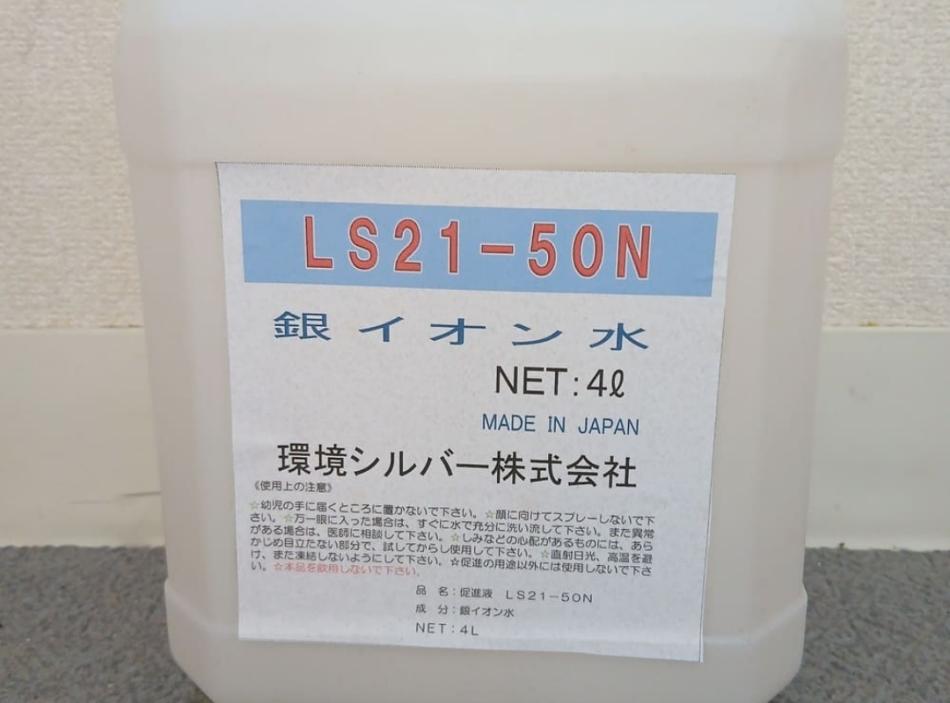 LS21-50N
銀イオン水
NET:4ℓ
MADE IN JAPAN
環境シルバー株式会社
《使用上の注意》
☆幼児の手に届くところに置かないで下さい。☆顔に向けてスプレーしないで下
さい。☆万一眼に入った場合は、すぐに水で充分に洗い流して下さい。また異常
がある場合は、医師に相談して下さい。☆しみなどの心配があるものには、あら
かじめ目立たない部分で、試してからし使用して下さい。☆直射日光、高温を避
け、また凍結しないようにして下さい。☆促進の用途以外には使用しないで下さ
い。☆本品を飲用しないで下さい。
品 名:促進液 LS21-50N
成 分:銀イオン水
NET:4L